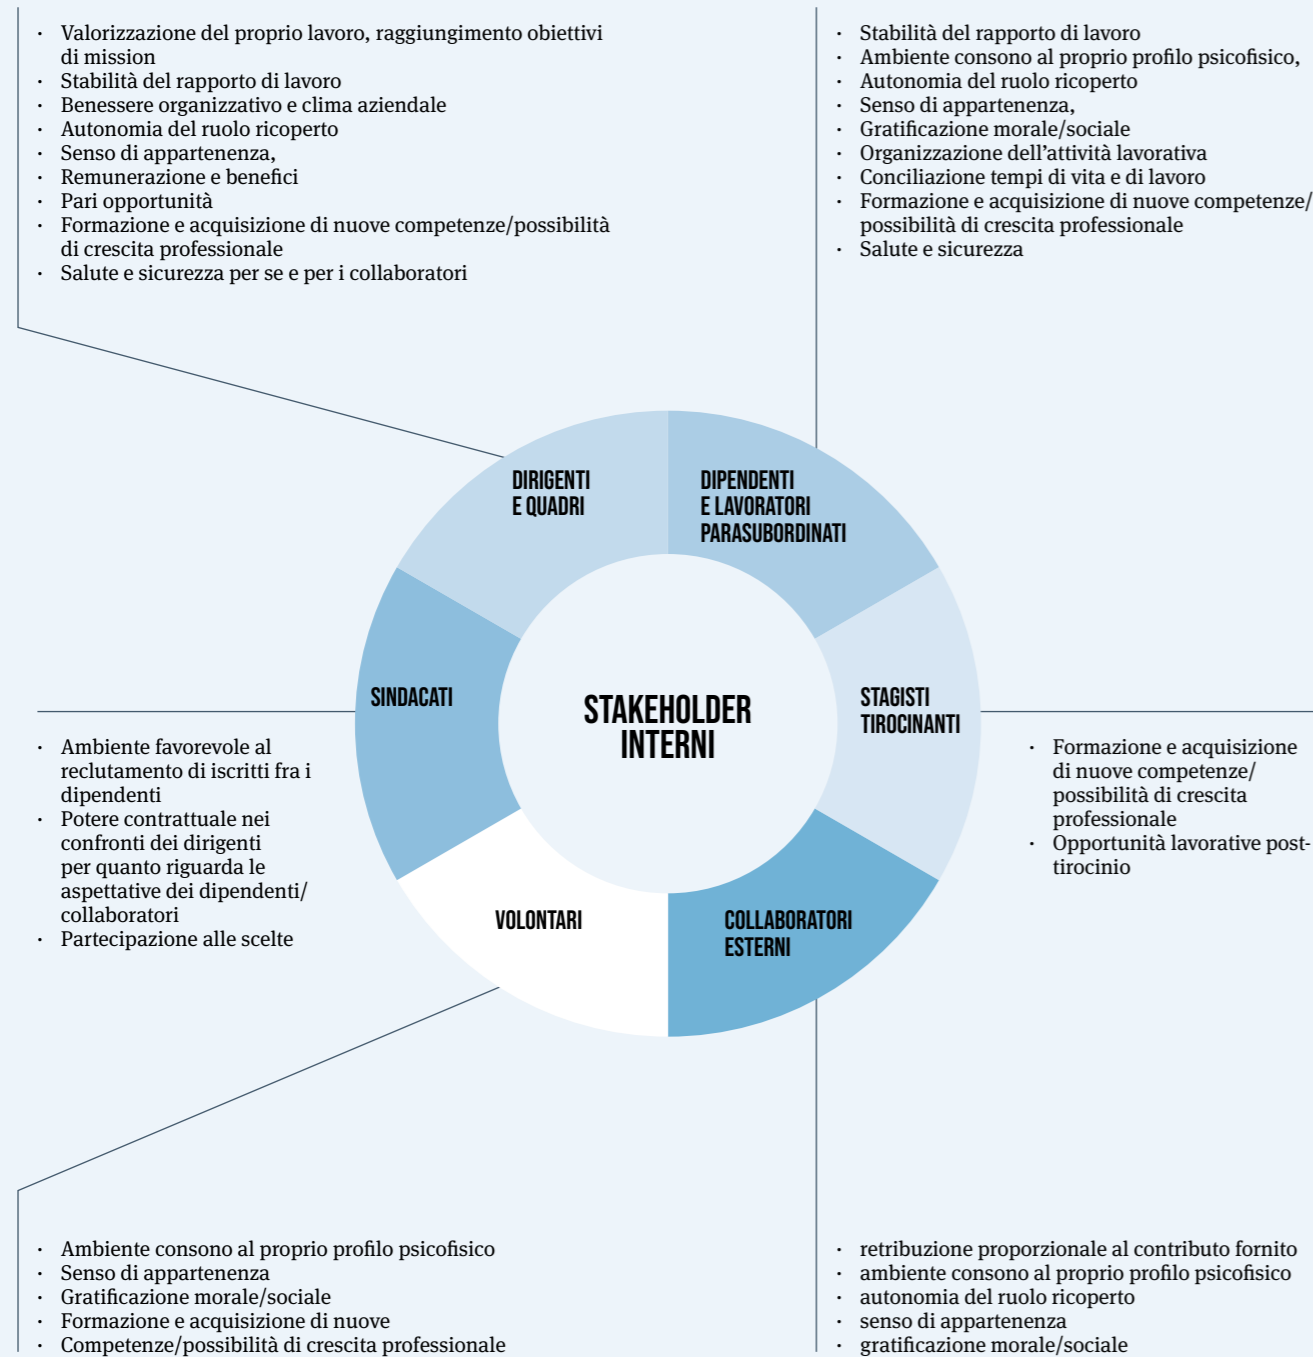 · Valorizzazione del proprio lavoro, raggiungimento obiettivi
di mission
· Stabilità del rapporto di lavoro
· Benessere organizzativo e clima aziendale
· Autonomia del ruolo ricoperto
· Senso di appartenenza,
· Remunerazione e benefici
· Pari opportunità
· Formazione e acquisizione di nuove competenze/possibilità
di crescita professionale
· Salute e sicurezza per se e per i collaboratori
· Stabilità del rapporto di lavoro
· Ambiente consono al proprio profilo psicofisico,
· Autonomia del ruolo ricoperto
· Senso di appartenenza,
· Gratificazione morale/sociale
· Organizzazione dell'attività lavorativa
· Conciliazione tempi di vita e di lavoro
· Formazione e acquisizione di nuove competenze/
possibilità di crescita professionale
· Salute e sicurezza
DIRIGENTI
E QUADRI
DIPENDENTI
E LAVORATORI
PARASUBORDINATI
SINDACATI
STAKEHOLDER
INTERNI
STAGISTI
TIROCINANTI
· Ambiente favorevole al
reclutamento di iscritti fra i
dipendenti
· Potere contrattuale nei
confronti dei dirigenti
per quanto riguarda le
aspettative dei dipendenti/
collaboratori
· Partecipazione alle scelte
· Formazione e acquisizione
di nuove competenze/
possibilità di crescita
professionale
· Opportunità lavorative post-
tirocinio
VOLONTARI
COLLABORATORI
ESTERNI
· Ambiente consono al proprio profilo psicofisico
· Senso di appartenenza
· Gratificazione morale/sociale
· Formazione e acquisizione di nuove
· Competenze/possibilità di crescita professionale
· retribuzione proporzionale al contributo fornito
· ambiente consono al proprio profilo psicofisico
· autonomia del ruolo ricoperto
· senso di appartenenza
· gratificazione morale/sociale